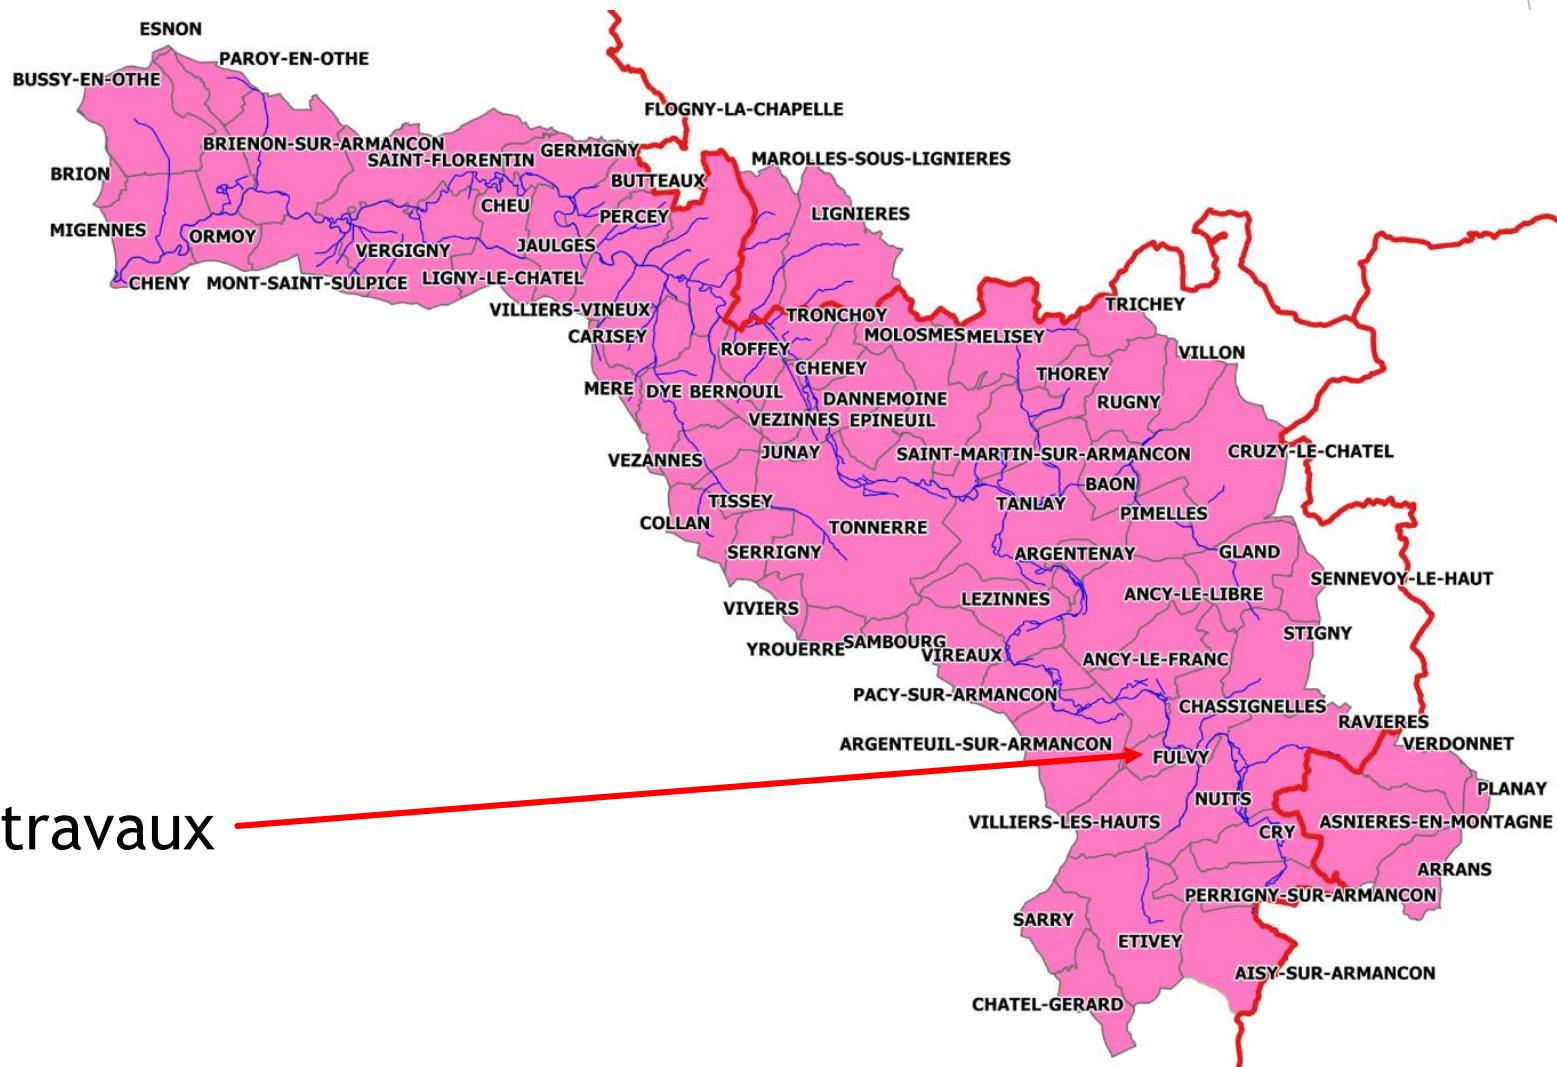 ESNON
PAROY-EN-OTHE
BUSSY-EN-OTHE
FLOGNY-LA-CHAPELLE
BRIENON-SUR-ARMANCON
GERMIGNY
SAINT-FLORENTIN
MAROLLES-SOUS-LIGNIERES
BRION
BUTTEAUX
CHEU
PERCEY
LIGNIERES
MIGENNES
ORMOY
JAULGES
VERGIGNY
CHENY
MONT-SAINT-SULPICE
LIGNY-LE-CHATEL
VILLIERS-VINEUX
TRONCHOY
TRICHEY
CARISEY
MOLOSMES
MELISEY
ROFFEY
VILLON
CHENEY
THOREY
MERE
DYE
BERNOUIL
DANNEMOINE
RUGNY
VEZINNES
EPINEUIL
JUNAY
SAINT-MARTIN-SUR-ARMANCON
CRUZY-LE-CHATEL
VEZANNES
BAON
TISSEY
TANLAY
PIMELLES
COLLAN
TONNERRE
SERRIGNY
ARGENTENAY
GLAND
SENNEVOY-LE-HAUT
LEZINNES
ANCY-LE-LIBRE
VIVIERS
STIGNY
YROUERRE
SAMBOURG
VIREAUX
ANCY-LE-FRANC
PACY-SUR-ARMANCON
CHASSIGNELLES
RAVIERES
ARGENTEUIL-SUR-ARMANCON
VERDONNET
FULVY
PLANAY
NUITS
travaux
VILLIERS-LES-HAUTS
CRY
ASNIERES-EN-MONTAGNE
ARRANS
PERRIGNY-SUR-ARMANCON
SARRY
ETIVEY
AISY-SUR-ARMANCON
CHATEL-GERARD